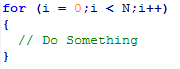 for (i = 0;i < N;i++)
{
  // Do Something
}